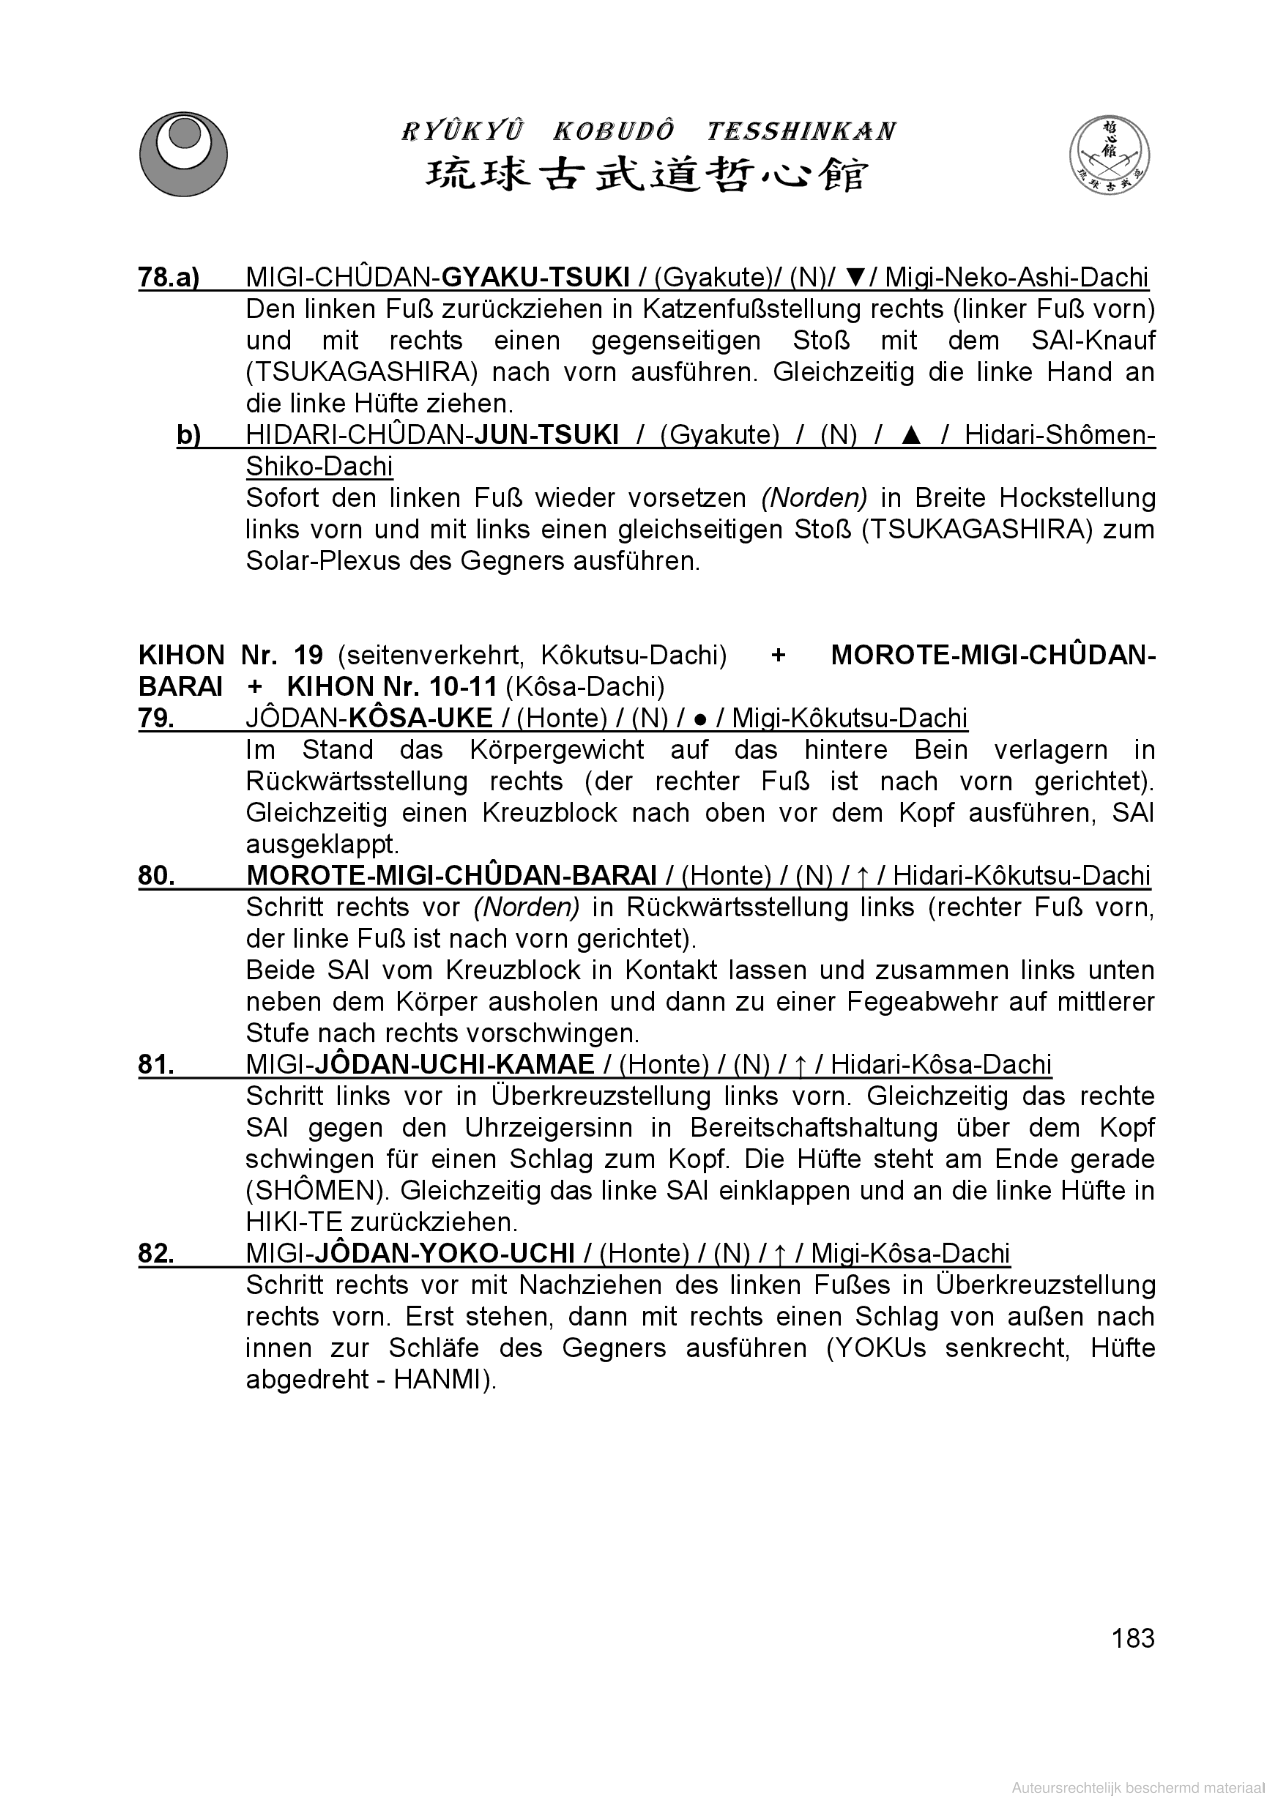 RYÛKYÛ KOBUDÔ TESSHINKAN
琉球古武道哲心館
哲心館
琉球古武道
78.a) MIGI-CHÛDAN-GYAKU-TSUKI / (Gyakute)/ (N)/ ▼/ Migi-Neko-Ashi-Dachi
Den linken Fuß zurückziehen in Katzenfußstellung rechts (linker Fuß vorn)
und mit rechts einen gegenseitigen Stoß mit dem SAI-Knauf
(TSUKAGASHIRA) nach vorn ausführen. Gleichzeitig die linke Hand an
die linke Hüfte ziehen.
b) HIDARI-CHÛDAN-JUN-TSUKI / (Gyakute) / (N) / ▲ / Hidari-Shômen-
Shiko-Dachi
Sofort den linken Fuß wieder vorsetzen (Norden) in Breite Hockstellung
links vorn und mit links einen gleichseitigen Stoß (TSUKAGASHIRA) zum
Solar-Plexus des Gegners ausführen.
KIHON Nr. 19 (seitenverkehrt, Kôkutsu-Dachi) + MOROTE-MIGI-CHÛDAN-
BARAI + KIHON Nr. 10-11 (Kôsa-Dachi)
79. JÔDAN-KÔSA-UKE / (Honte) / (N) / ● / Migi-Kôkutsu-Dachi
Im Stand das Körpergewicht auf das hintere Bein verlagern in
Rückwärtsstellung rechts (der rechter Fuß ist nach vorn gerichtet).
Gleichzeitig einen Kreuzblock nach oben vor dem Kopf ausführen, SAI
ausgeklappt.
80. MOROTE-MIGI-CHÛDAN-BARAI / (Honte) / (N) / ↑ / Hidari-Kôkutsu-Dachi
Schritt rechts vor (Norden) in Rückwärtsstellung links (rechter Fuß vorn,
der linke Fuß ist nach vorn gerichtet).
Beide SAI vom Kreuzblock in Kontakt lassen und zusammen links unten
neben dem Körper ausholen und dann zu einer Fegeabwehr auf mittlerer
Stufe nach rechts vorschwingen.
81. MIGI-JÔDAN-UCHI-KAMAE / (Honte) / (N) / ↑ / Hidari-Kôsa-Dachi
Schritt links vor in Überkreuzstellung links vorn. Gleichzeitig das rechte
SAI gegen den Uhrzeigersinn in Bereitschaftshaltung über dem Kopf
schwingen für einen Schlag zum Kopf. Die Hüfte steht am Ende gerade
(SHÔMEN). Gleichzeitig das linke SAI einklappen und an die linke Hüfte in
HIKI-TE zurückziehen.
82. MIGI-JÔDAN-YOKO-UCHI / (Honte) / (N) / ↑ / Migi-Kôsa-Dachi
Schritt rechts vor mit Nachziehen des linken Fußes in Überkreuzstellung
rechts vorn. Erst stehen, dann mit rechts einen Schlag von außen nach
innen zur Schläfe des Gegners ausführen (YOKUs senkrecht, Hüfte
abgedreht - HANMI).
183
Auteursrechtelijk beschermd materiaal